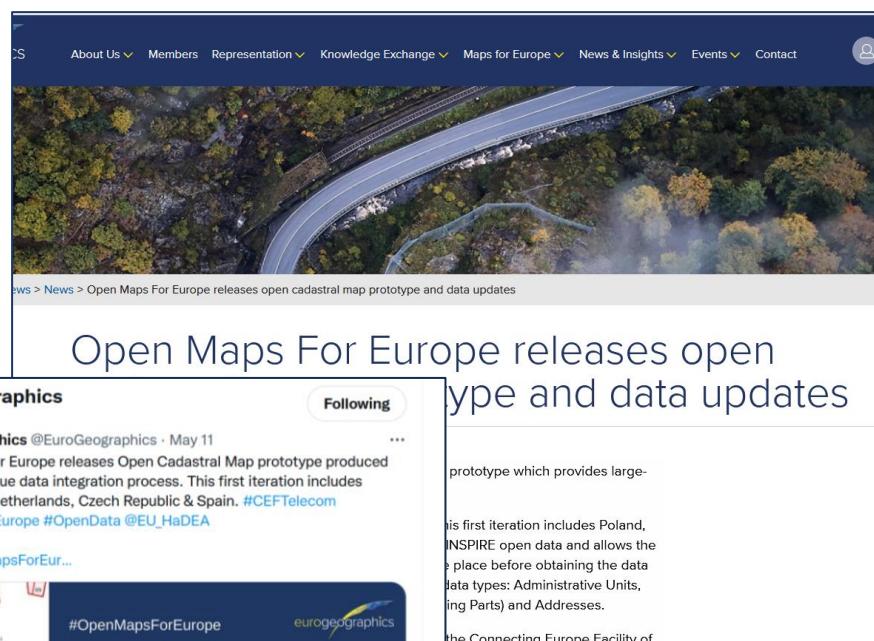 CS About Us Members Representation Knowledge Exchange Maps for Europe News & Insights Events Contact
ews > News > Open Maps For Europe releases open cadastral map prototype and data updates
Open Maps For Europe releases open
type and data updates
raphics
Following
hics @EuroGeographics · May 11 ...
r Europe releases Open Cadastral Map prototype produced
ue data integration process. This first iteration includes
etherlands, Czech Republic & Spain. #CEFTelecom
Europe #OpenData @EU_HaDEA
apsForEur...
#OpenMapsForEurope
eurogeographics
prototype which provides large-
his first iteration includes Poland,
INSPIRE open data and allows the
e place before obtaining the data
data types: Administrative Units,
ing Parts) and Addresses.
the Connecting Europe Facility of